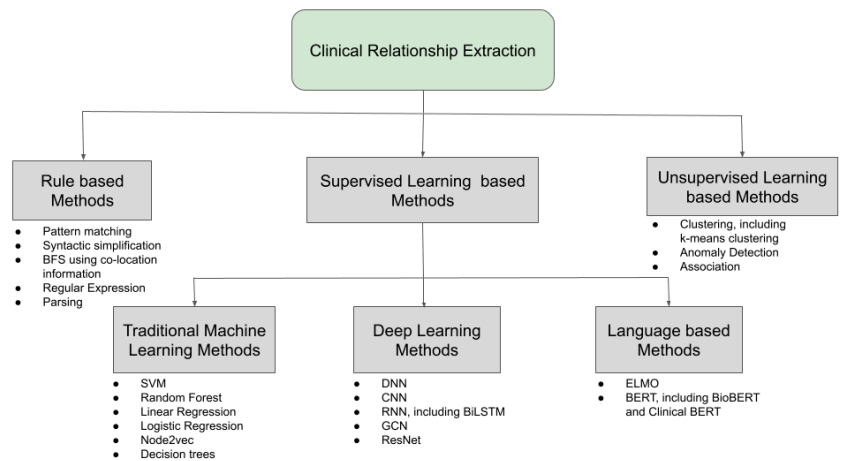 Clinical Relationship Extraction
Rule based
Methods
● Pattern matching
● Syntactic simplification
● BFS using co-location
information
● Regular Expression
● Parsing
Supervised Learning based
Methods
Unsupervised Learning
based Methods
● Clustering, including
k-means clustering
● Anomaly Detection
● Association
Traditional Machine
Learning Methods
● SVM
● Random Forest
● Linear Regression
● Logistic Regression
● Node2vec
● Decision trees
Deep Learning
Methods
● DNN
● CNN
● RNN, including BiLSTM
● GCN
● ResNet
Language based
Methods
● ELMO
● BERT, including BioBERT
and Clinical BERT